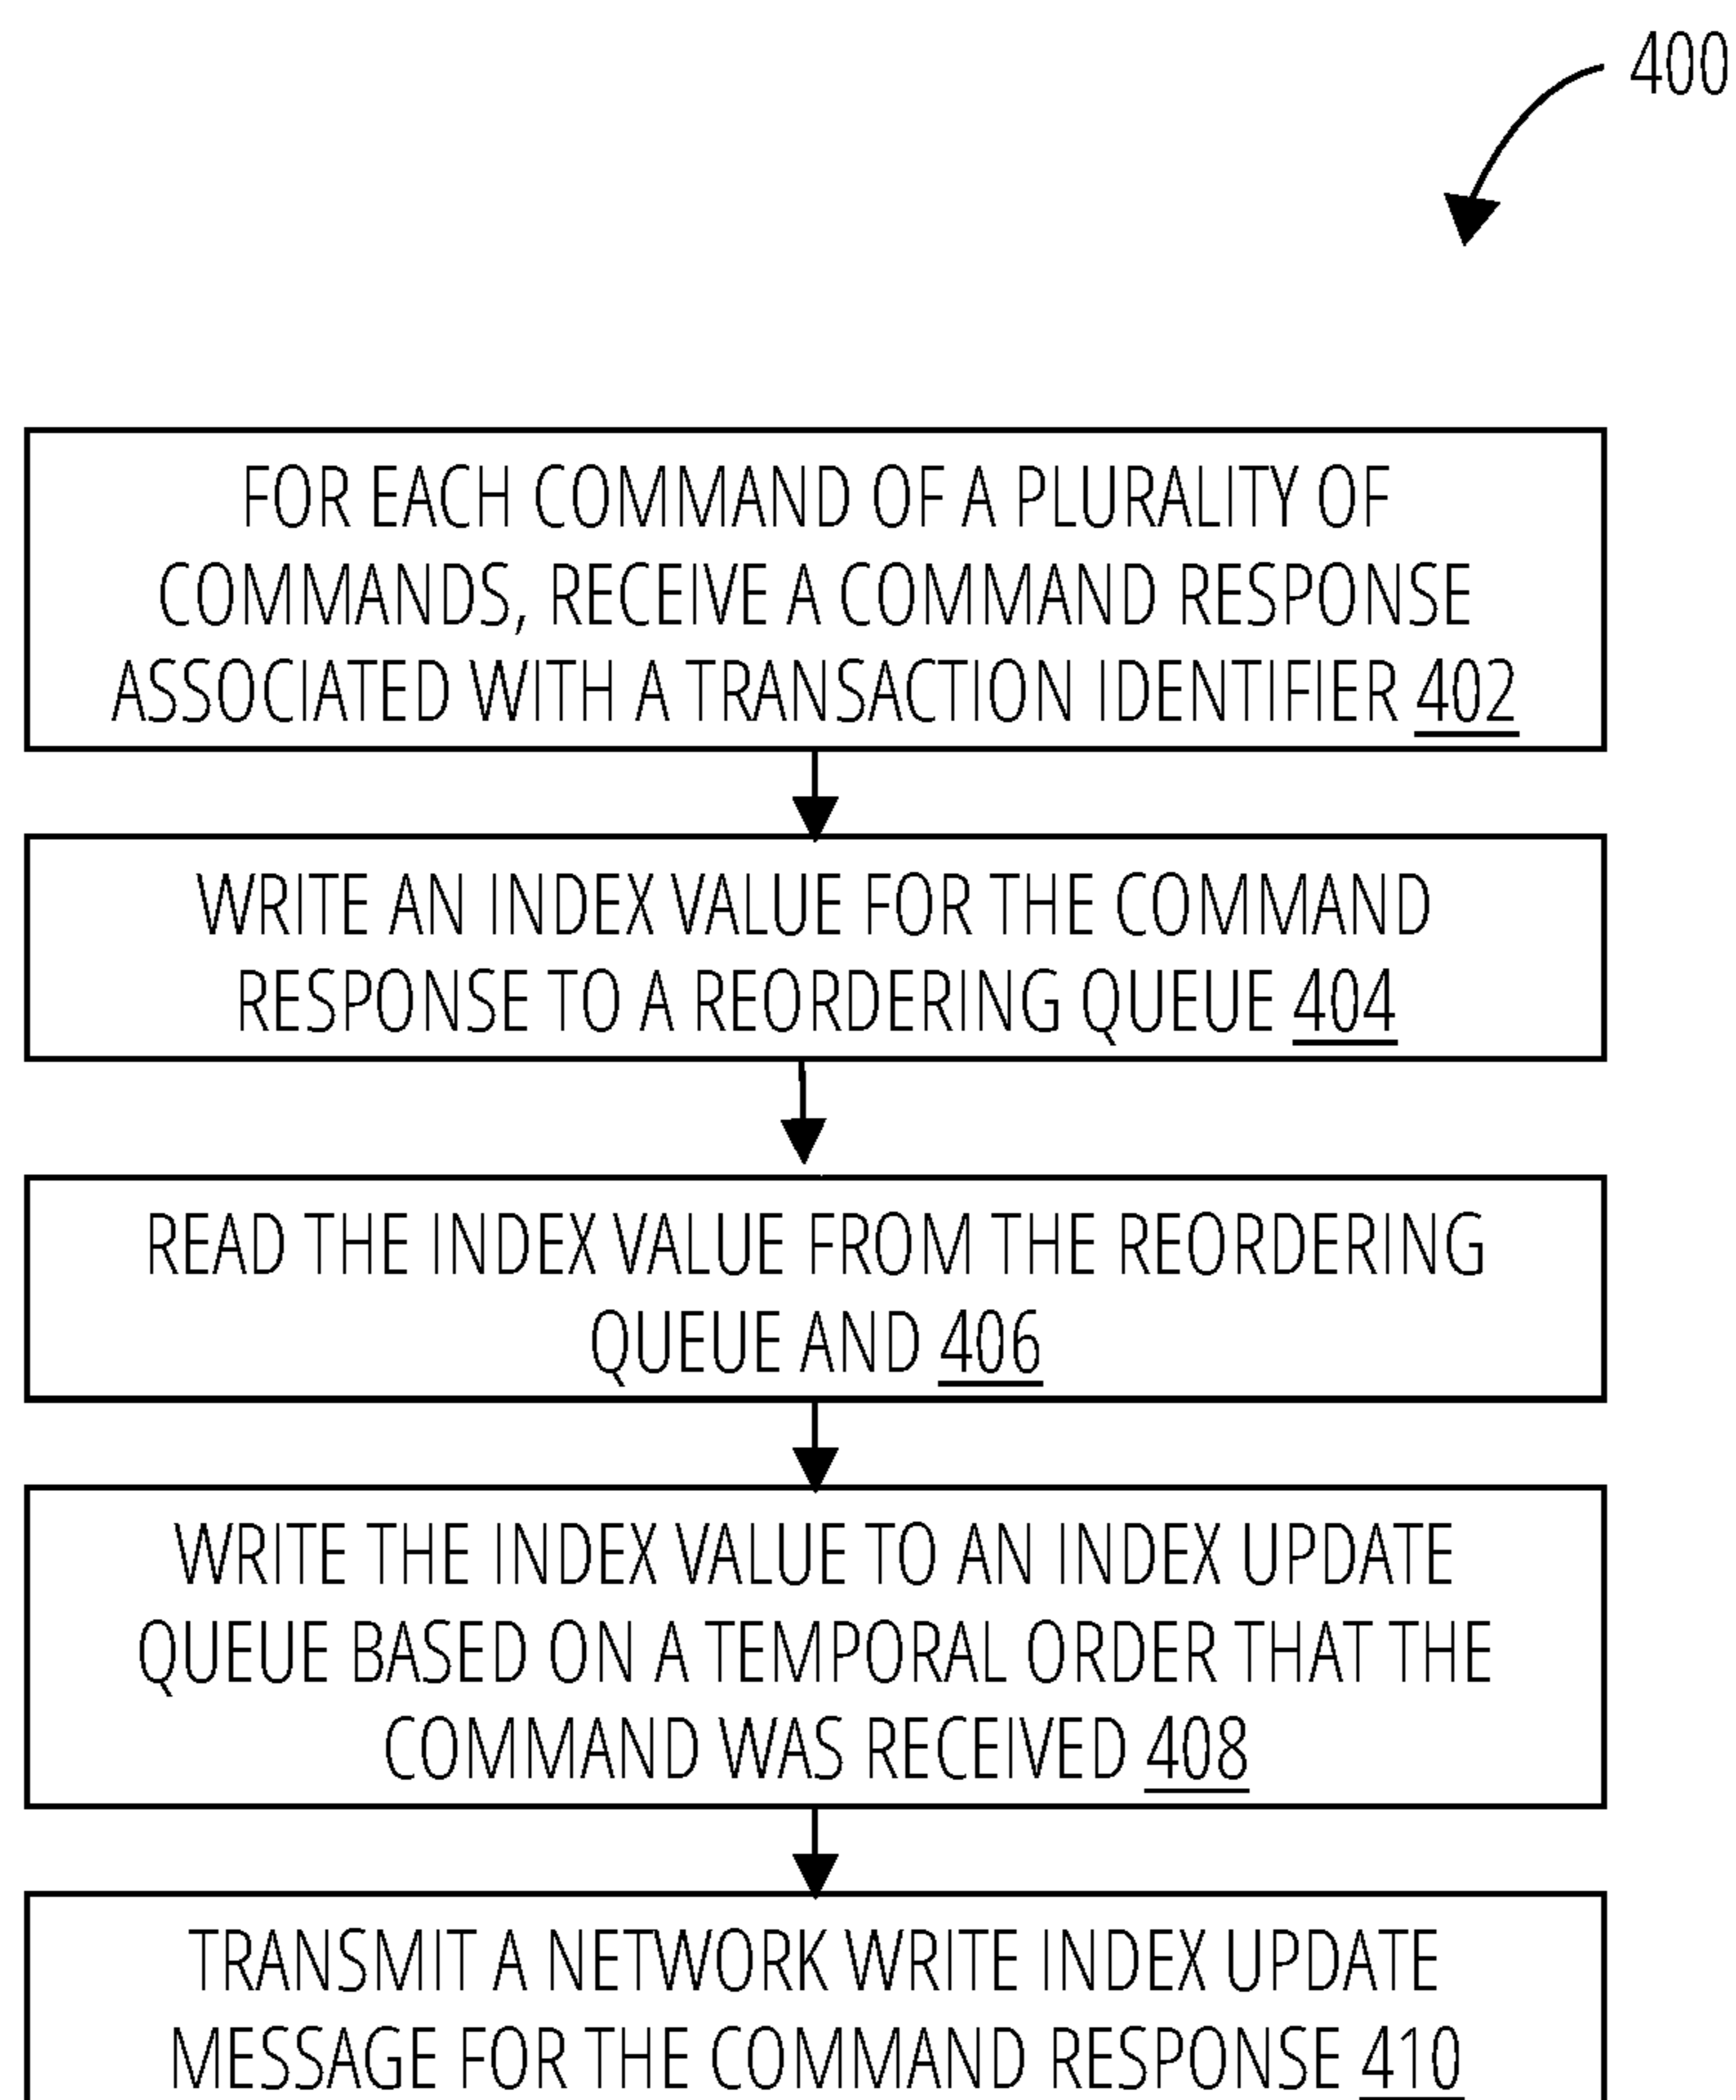 400
FOR EACH COMMAND OF A PLURALITY OF
COMMANDS, RECEIVE A COMMAND RESPONSE
ASSOCIATED WITH A TRANSACTION IDENTIFIER 402
WRITE AN INDEX VALUE FOR THE COMMAND
RESPONSE TO A REORDERING QUEUE 404
READ THE INDEX VALUE FROM THE REORDERING
QUEUE AND 406
WRITE THE INDEX VALUE TO AN INDEX UPDATE
QUEUE BASED ON A TEMPORAL ORDER THAT THE
COMMAND WAS RECEIVED 408
TRANSMIT A NETWORK WRITE INDEX UPDATE
MESSAGE FOR THE COMMAND RESPONSE 410